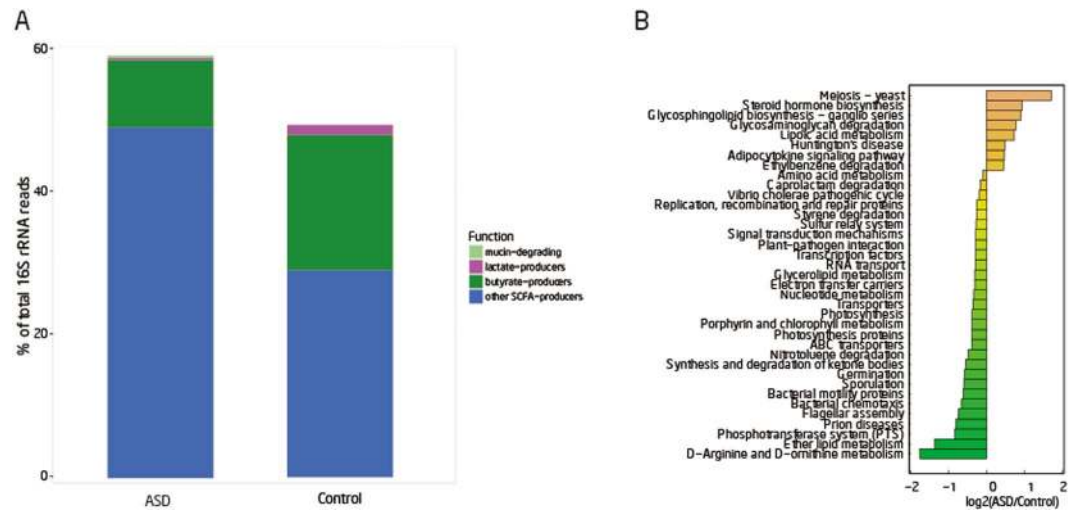 A
60
40
20
0
% of total 16S rRNA reads
ASD
Control
Function
mucin-degrading
lactate-producers
butyrate-producers
other SCFA-producers
B
Meiosis - yeast
Steroid hormone biosynthesis
Glycosphingolipid biosynthesis - ganglio series
Glycosaminoglycan degradation
Lipoic acid metabolism
Huntington's disease
Adipocytokine signaling pathway
Ethylbenzene degradation
Amino acid metabolism
Caprolactam degradation
Vibrio cholerae pathogenic cycle
Replication, recombination and repair proteins
Styrene degradation
Sulfur relay system
Signal transduction mechanisms
Plant-pathogen interaction
Transcription factors
RNA transport
Glycerolipid metabolism
Electron transfer carriers
Nucleotide metabolism
Transporters
Photosynthesis
Porphyrin and chlorophyll metabolism
Photosynthesis proteins
ABC transporters
Nitrotoluene degradation
Synthesis and degradation of ketone bodies
Germination
Sporulation
Bacterial motility proteins
Bacterial chemotaxis
Flagellar assembly
Prion diseases
Phosphotransferase system (PTS)
Ether lipid metabolism
D-Arginine and D-ornithine metabolism
-2 -1 0 1 2
log2(ASD/Control)